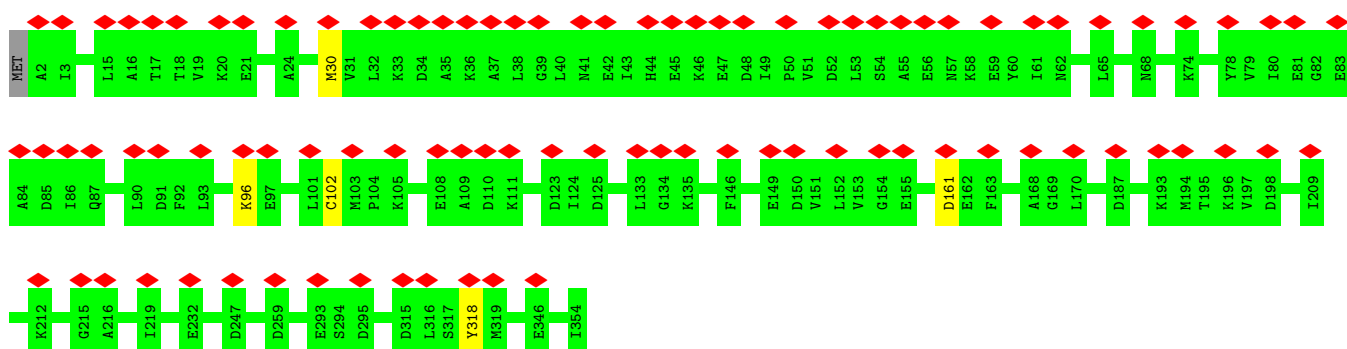 MET A2 I3 L15 A16 T17 T18 V19 K20 E21 A24 M30 V31 L32 K33 D34 A35 K36 A37 L38 G39 L40 N41 E42 I43 H44 E45 K46 E47 D48 I49 P50 V51 D52 L53 S54 A55 E56 N57 K58 E59 Y60 I61 N62 L65 N68 K74 Y78 V79 I80 E81 G82 E83
A84 D85 I86 Q87 L90 D91 F92 L93 K96 E97 L101 C102 M103 P104 K105 E108 A109 D110 K111 D123 I124 D125 L133 G134 K135 F146 E149 D150 V151 L152 V153 G154 E155 D161 E162 F163 A168 G169 L170 D187 K193 M194 T195 K196 V197 D198 I209
K212 G215 A216 I219 E232 D247 D259 E293 S294 D295 D315 L316 S317 Y318 M319 E346 I354